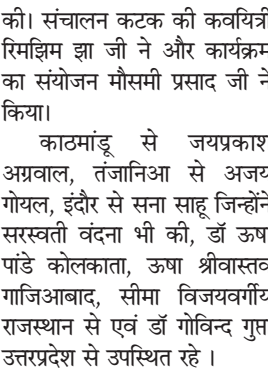 की। संचालन कटक की कवयित्री
रिमझिम झा जी ने और कार्यक्रम
का संयोजन मौसमी प्रसाद जी ने
किया।
काठमांडू से जयप्रकाश
अग्रवाल, तंजानिआ से अजय
गोयल, इंदौर से सना साहू जिन्होंने
सरस्वती वंदना भी की, डॉ ऊषा
पांडे कोलकाता, ऊषा श्रीवास्तव
गाजिआबाद, सीमा विजयवर्गीय
राजस्थान से एवं डॉ गोविन्द गुप्त
उत्तरप्रदेश से उपस्थित रहे ।